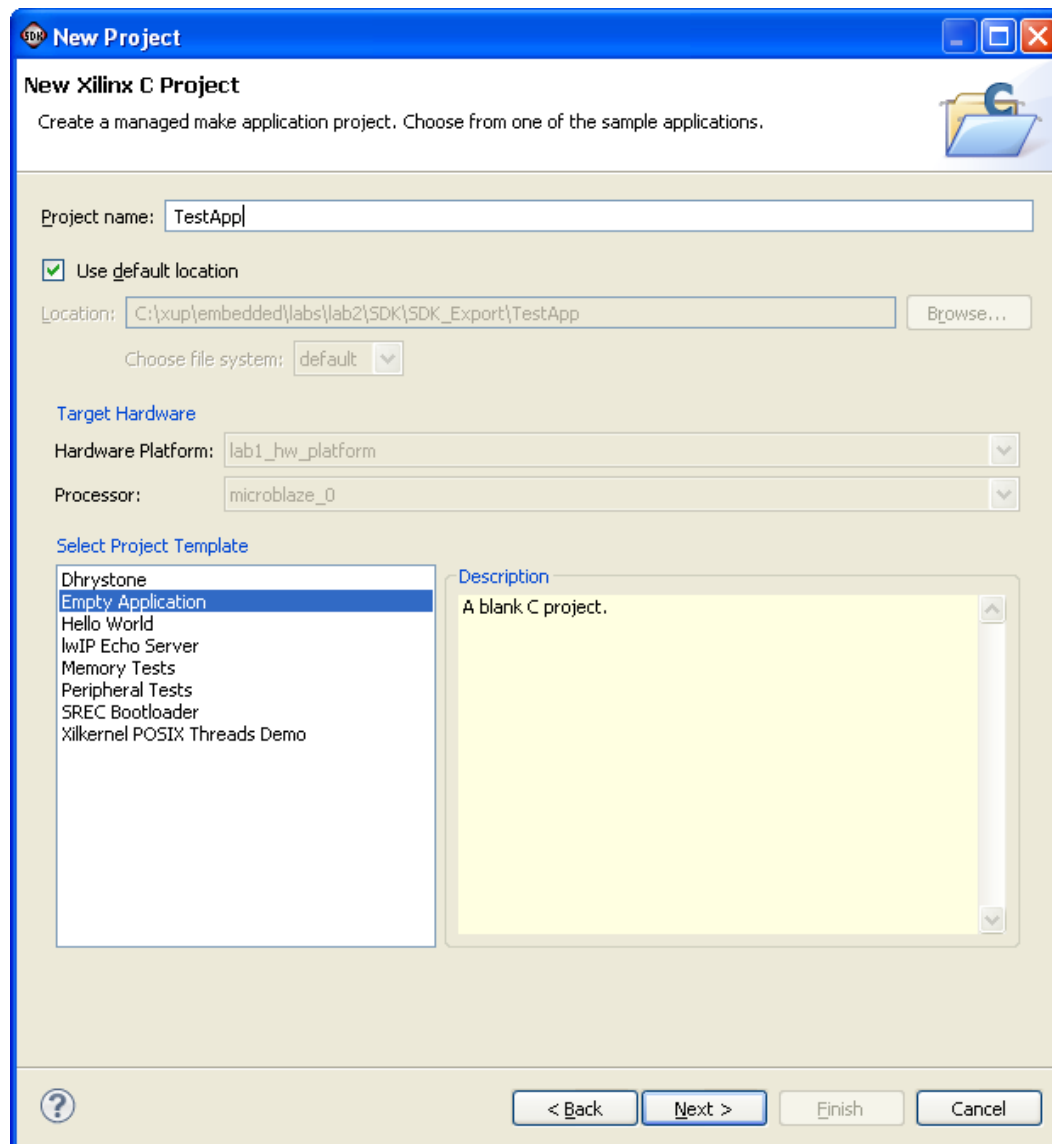 SDK New Project
New Xilinx C Project
Create a managed make application project. Choose from one of the sample applications.
C
Project name: TestApp
Use default location
Location: C:\xup\embedded\labs\lab2\SDK\SDK_Export\TestApp Browse...
Choose file system: default
Target Hardware
Hardware Platform: lab1_hw_platform
Processor: microblaze_0
Select Project Template
Dhrystone
Empty Application
Hello World
lwIP Echo Server
Memory Tests
Peripheral Tests
SREC Bootloader
Xilkernel POSIX Threads Demo
Description
A blank C project.
? < Back Next > Finish Cancel